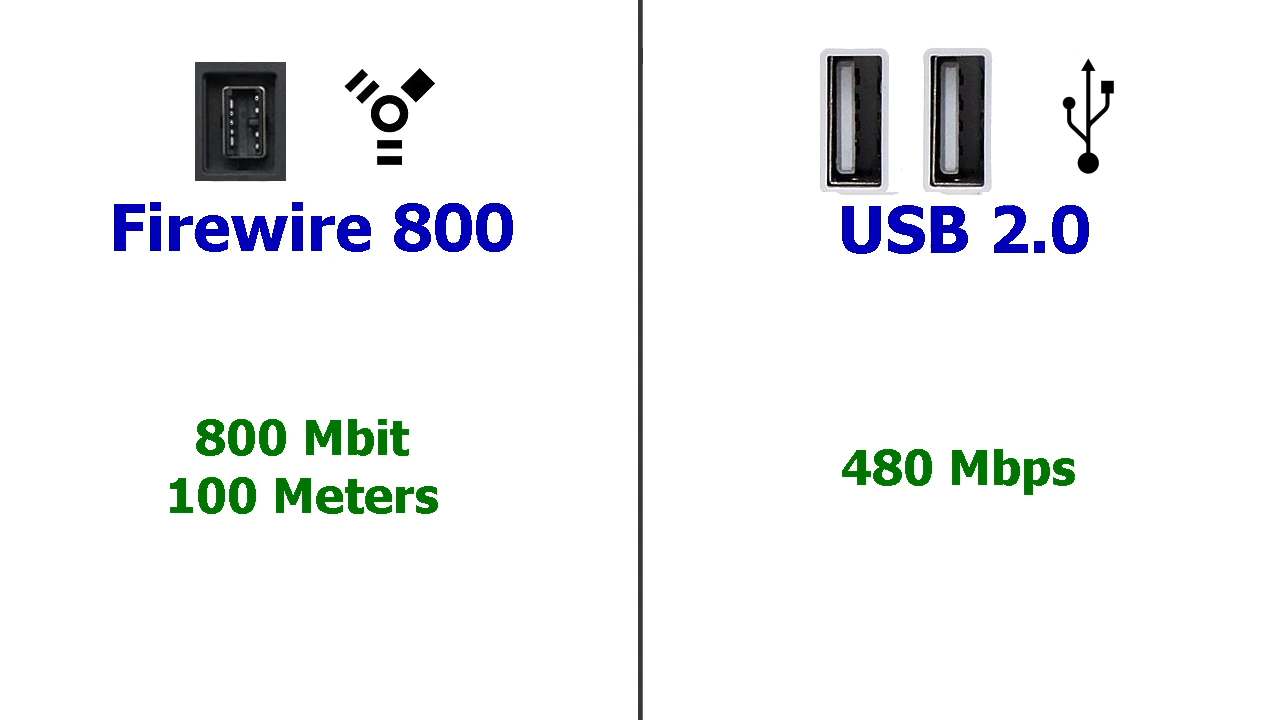 Firewire 800
800 Mbit
100 Meters
USB 2.0
480 Mbps